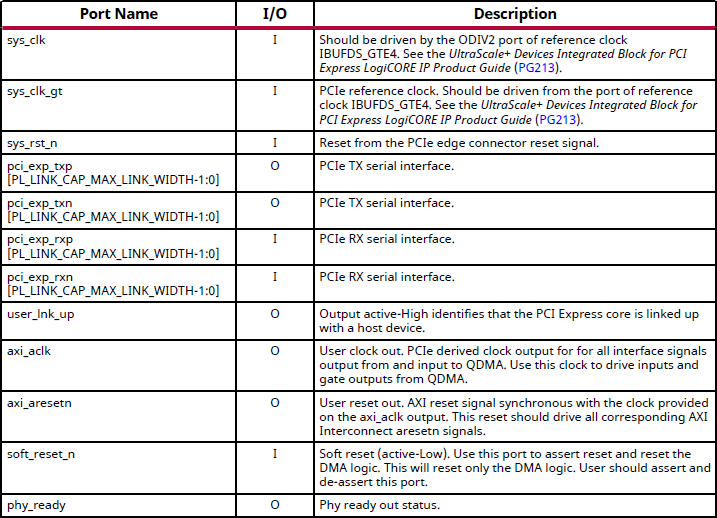 Port Name I/O Description
sys_clk I Should be driven by the ODIV2 port of reference clock
IBUFDS_GTE4. See the UltraScale+ Devices Integrated Block for PCI
Express LogiCORE IP Product Guide (PG213).
sys_clk_gt I PCIe reference clock. Should be driven from the port of reference
clock IBUFDS_GTE4. See the UltraScale+ Devices Integrated Block for
PCI Express LogiCORE IP Product Guide (PG213).
sys_rst_n I Reset from the PCIe edge connector reset signal.
pci_exp_txp O PCIe TX serial interface.
[PL_LINK_CAP_MAX_LINK_WIDTH-1:0]
pci_exp_txn O PCIe TX serial interface.
[PL_LINK_CAP_MAX_LINK_WIDTH-1:0]
pci_exp_rxp I PCIe RX serial interface.
[PL_LINK_CAP_MAX_LINK_WIDTH-1:0]
pci_exp_rxn I PCIe RX serial interface.
[PL_LINK_CAP_MAX_LINK_WIDTH-1:0]
user_lnk_up O Output active-High identifies that the PCI Express core is linked up
with a host device.
axi_aclk O User clock out. PCIe derived clock output for for all interface signals
output from and input to QDMA. Use this clock to drive inputs and
gate outputs from QDMA.
axi_aresetn O User reset out. AXI reset signal synchronous with the clock provided
on the axi_aclk output. This reset should drive all corresponding AXI
Interconnect aresetn signals.
soft_reset_n I Soft reset (active-Low). Use this port to assert reset and reset the
DMA logic. This will reset only the DMA logic. User should assert and
de-assert this port.
phy_ready O Phy ready out status.